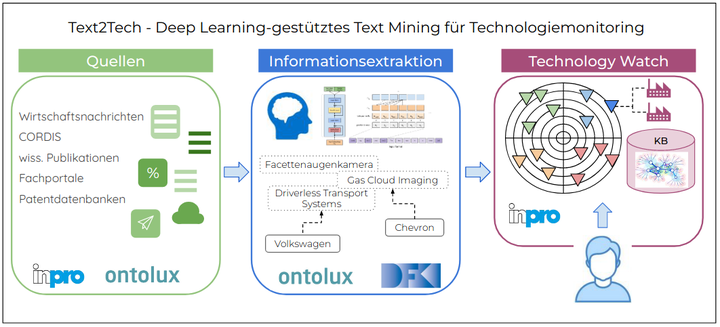 Text2Tech - Deep Learning-gestütztes Text Mining für Technologiemonitoring
Quellen
Wirtschaftsnachrichten
CORDIS
wiss. Publikationen
Fachportale
Patentdatenbanken
%
inpro
ontolux
Informationsextraktion
Facettenaugenkamera
Gas Cloud Imaging
Driverless Transport
Systems
Chevron
Volkswagen
ontolux
DFKI
Technology Watch
KB
inpro